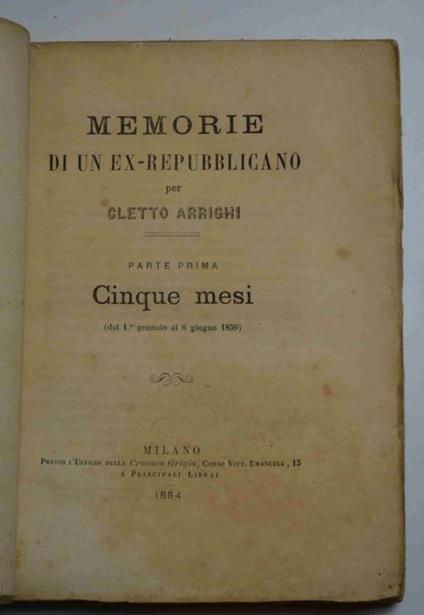 MEMORIE
DI UN EX-REPUBBLICANO
per
CLETTO ARRIGHI
PARTE PRIMA
Cinque mesi
(dal 1.° gennaio al 6 giugno 1859)
MILANO
Presso l'Ufficio della Cronaca Grigia, Corso Vitt. Emanuele, 15
e Principali Librai
1864